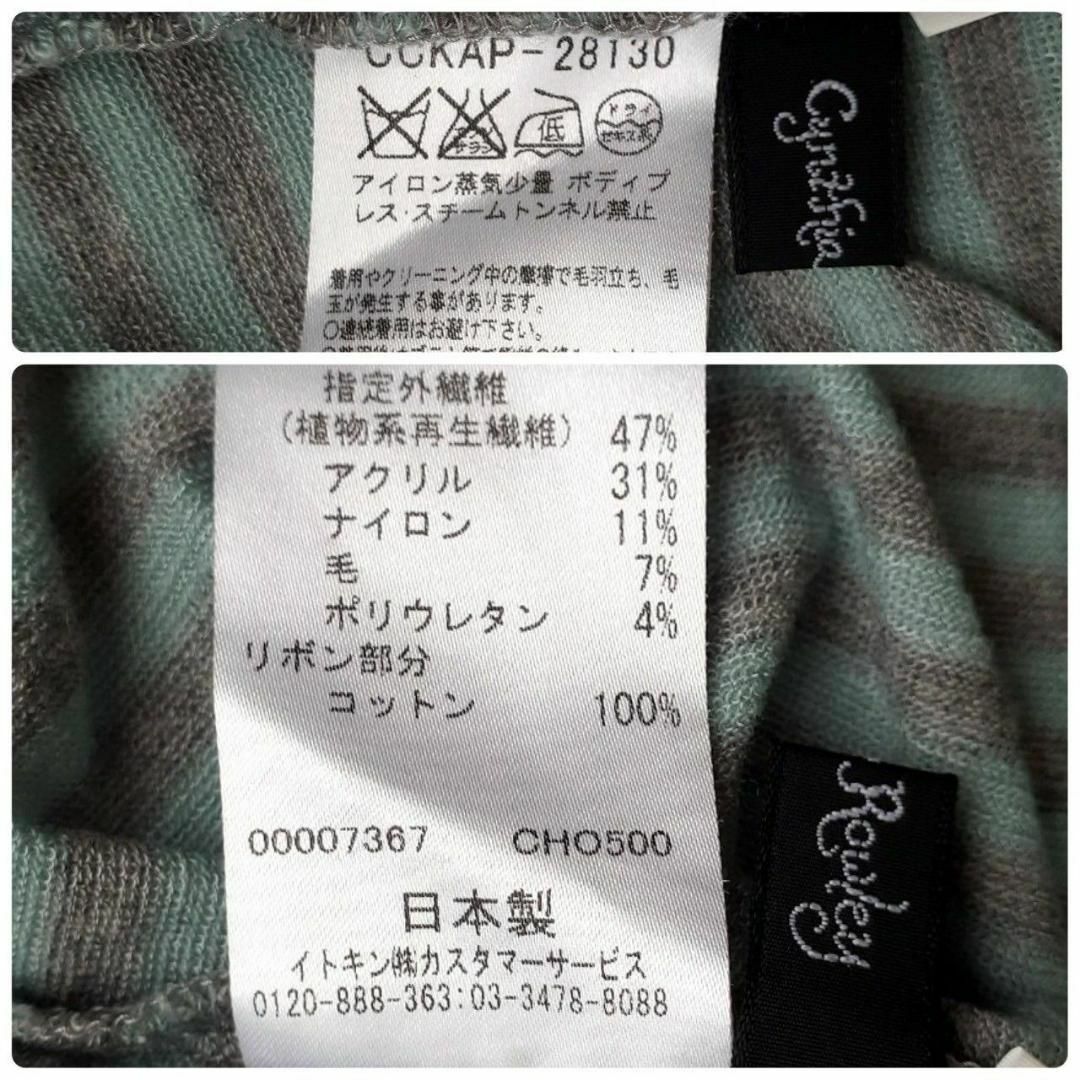 CCKAP-28130
低
ドライ
セキユ系
アイロン蒸気少量 ボディプ
レス・スチームトンネル禁止
着用やクリーニング中の摩擦で毛羽立ち、毛
玉が発生する事があります。
○連続着用はお避け下さい。
Cynthia
指定外繊維
(植物系再生繊維) 47%
アクリル 31%
ナイロン 11%
毛 7%
ポリウレタン 4%
リボン部分
コットン 100%
00007367 CHO500
日本製
イトキン㈱カスタマーサービス
0120-888-363:03-3478-8088
Rowley